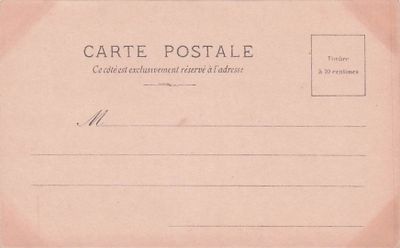 CARTE POSTALE
Ce côté est exclusivement réservé à l'adresse
Timbre
à 10 centimes
M